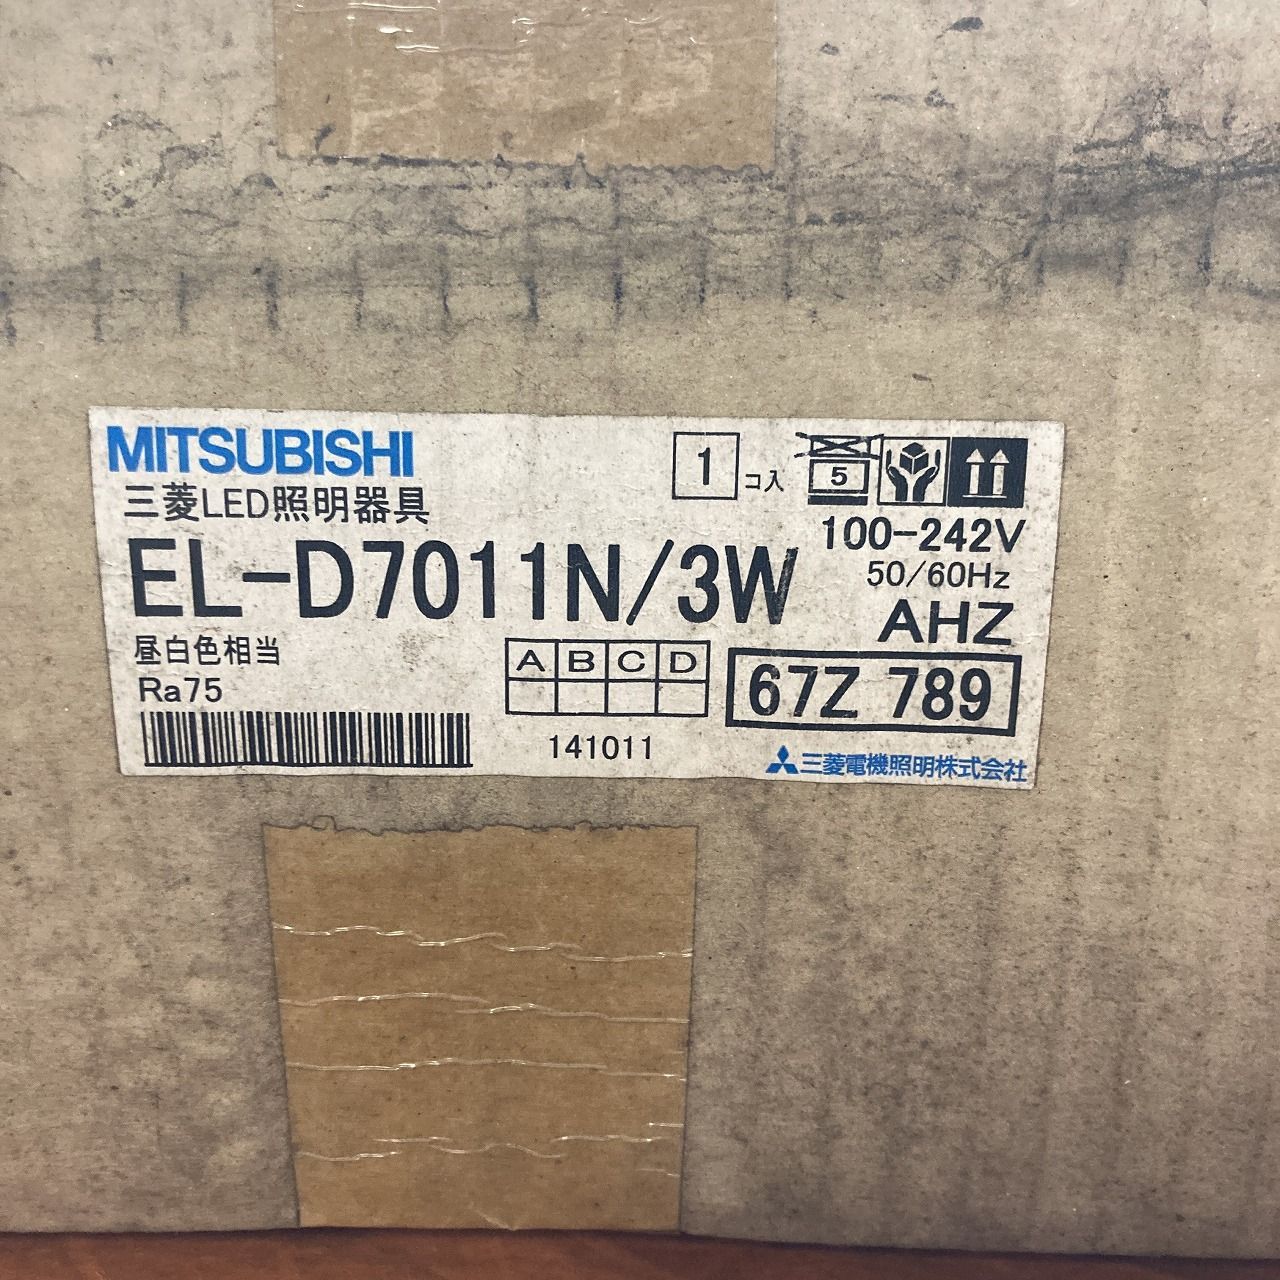 MITSUBISHI
三菱LED照明器具
1 コ入
5
EL-D7011N/3W
100-242V
50/60Hz
AHZ
昼白色相当
Ra75
A B C D
67Z 789
141011
三菱電機照明株式会社